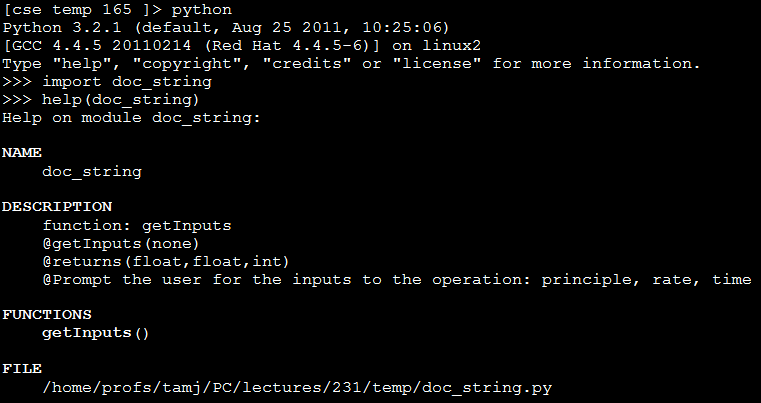 [cse temp 165 ]> python
Python 3.2.1 (default, Aug 25 2011, 10:25:06)
[GCC 4.4.5 20110214 (Red Hat 4.4.5-6)] on linux2
Type "help", "copyright", "credits" or "license" for more information.
>>> import doc_string
>>> help(doc_string)
Help on module doc_string:
NAME
    doc_string
DESCRIPTION
    function: getInputs
    @getInputs(none)
    @returns(float,float,int)
    @Prompt the user for the inputs to the operation: principle, rate, time
FUNCTIONS
    getInputs()
FILE
    /home/profs/tamj/PC/lectures/231/temp/doc_string.py